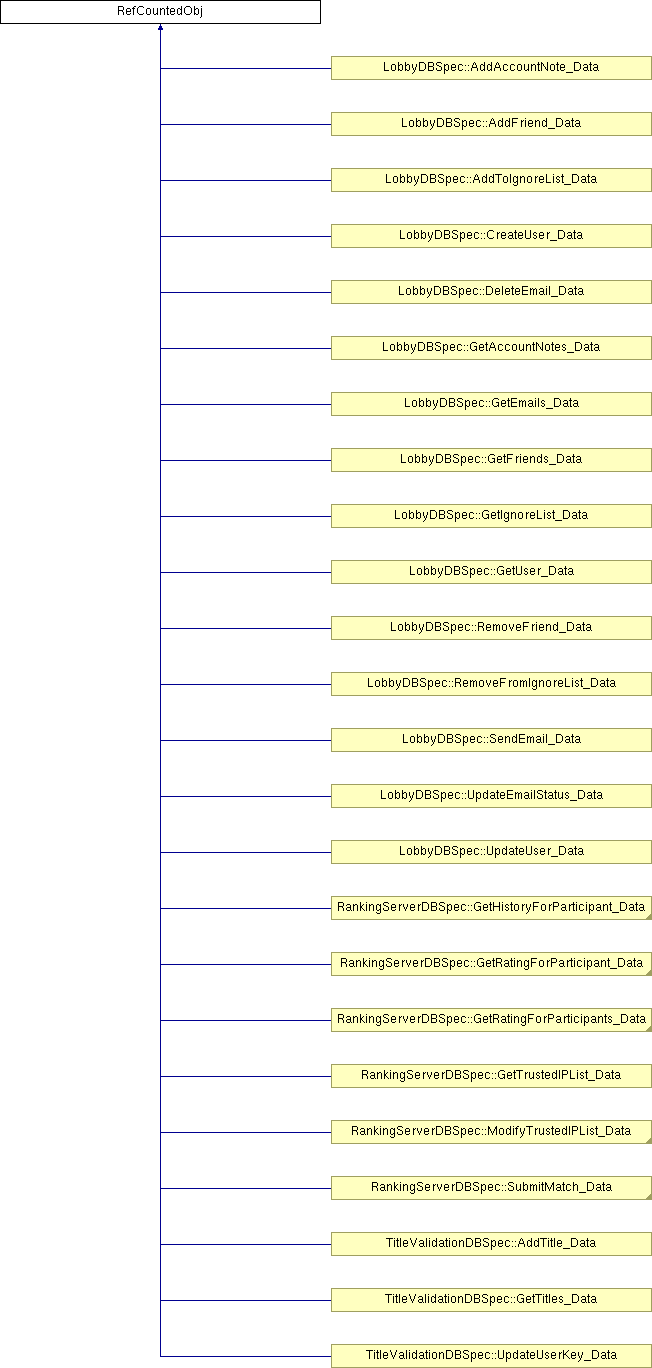 RefCountedObj
LobbyDBSpec::AddAccountNote_Data
LobbyDBSpec::AddFriend_Data
LobbyDBSpec::AddToIgnoreList_Data
LobbyDBSpec::CreateUser_Data
LobbyDBSpec::DeleteEmail_Data
LobbyDBSpec::GetAccountNotes_Data
LobbyDBSpec::GetEmails_Data
LobbyDBSpec::GetFriends_Data
LobbyDBSpec::GetIgnoreList_Data
LobbyDBSpec::GetUser_Data
LobbyDBSpec::RemoveFriend_Data
LobbyDBSpec::RemoveFromIgnoreList_Data
LobbyDBSpec::SendEmail_Data
LobbyDBSpec::UpdateEmailStatus_Data
LobbyDBSpec::UpdateUser_Data
RankingServerDBSpec::GetHistoryForParticipant_Data
RankingServerDBSpec::GetRatingForParticipant_Data
RankingServerDBSpec::GetRatingForParticipants_Data
RankingServerDBSpec::GetTrustedIPList_Data
RankingServerDBSpec::ModifyTrustedIPList_Data
RankingServerDBSpec::SubmitMatch_Data
TitleValidationDBSpec::AddTitle_Data
TitleValidationDBSpec::GetTitles_Data
TitleValidationDBSpec::UpdateUserKey_Data